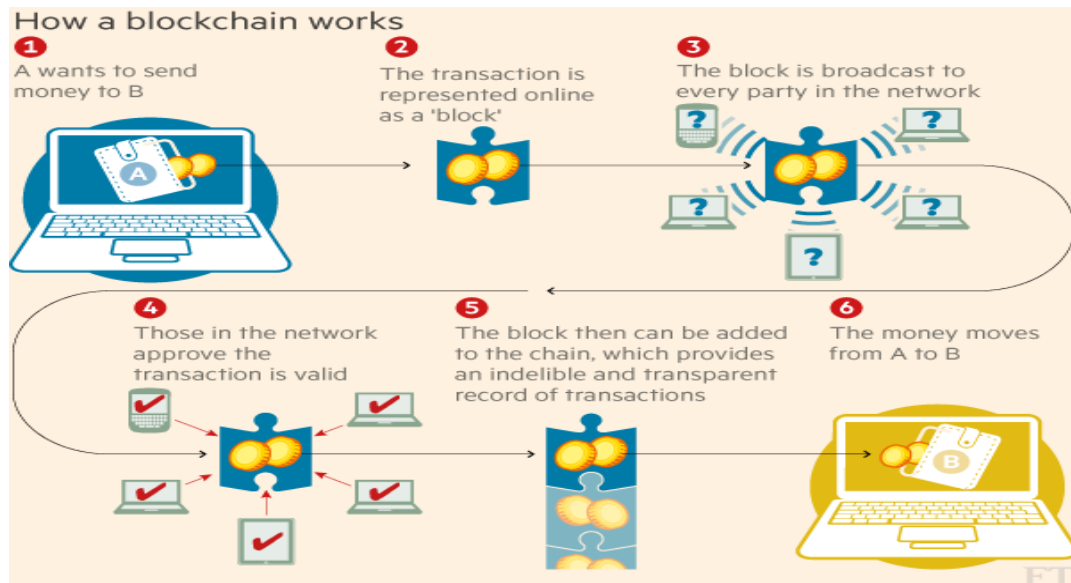 How a blockchain works
1
A wants to send
money to B
2
The transaction is
represented online
as a 'block'
3
The block is broadcast to
every party in the network
A
?
?
?
?
?
4
Those in the network
approve the
transaction is valid
5
The block then can be added
to the chain, which provides
an indelible and transparent
record of transactions
6
The money moves
from A to B
B
FT